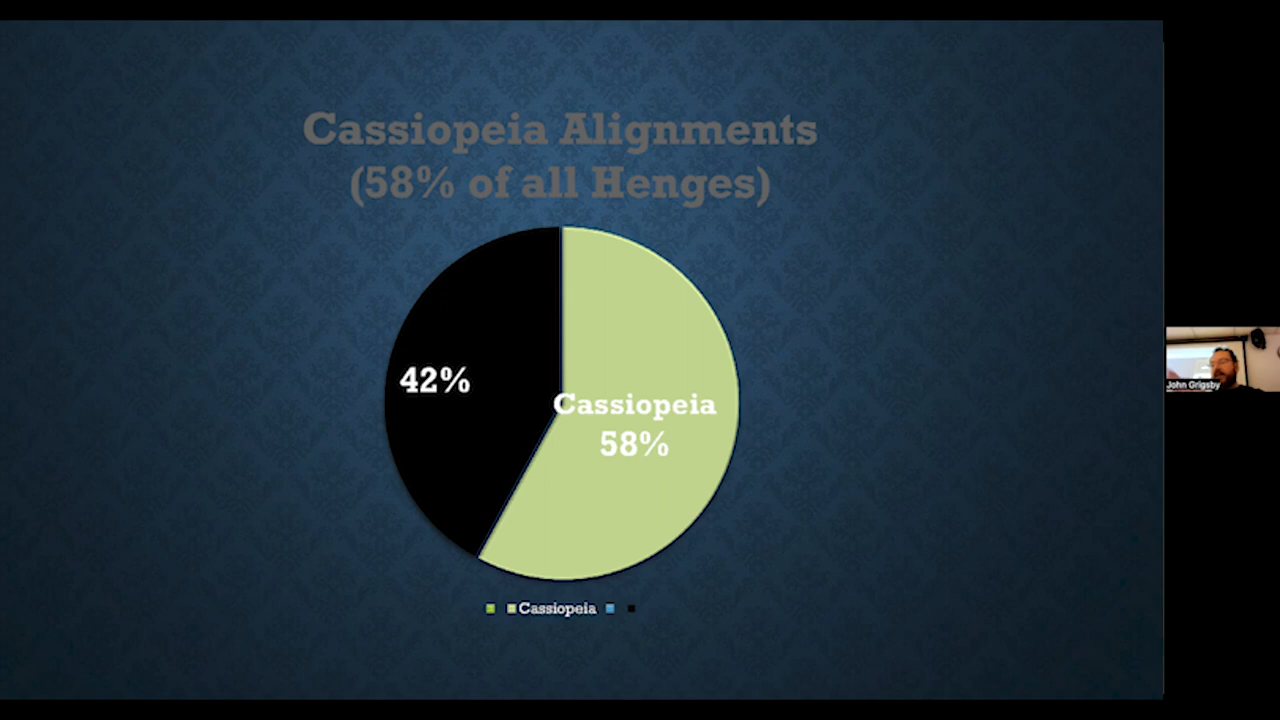 Cassiopeia Alignments
(58% of all Henges)
42%
Cassiopeia
58%
Cassiopeia
John Grigsby